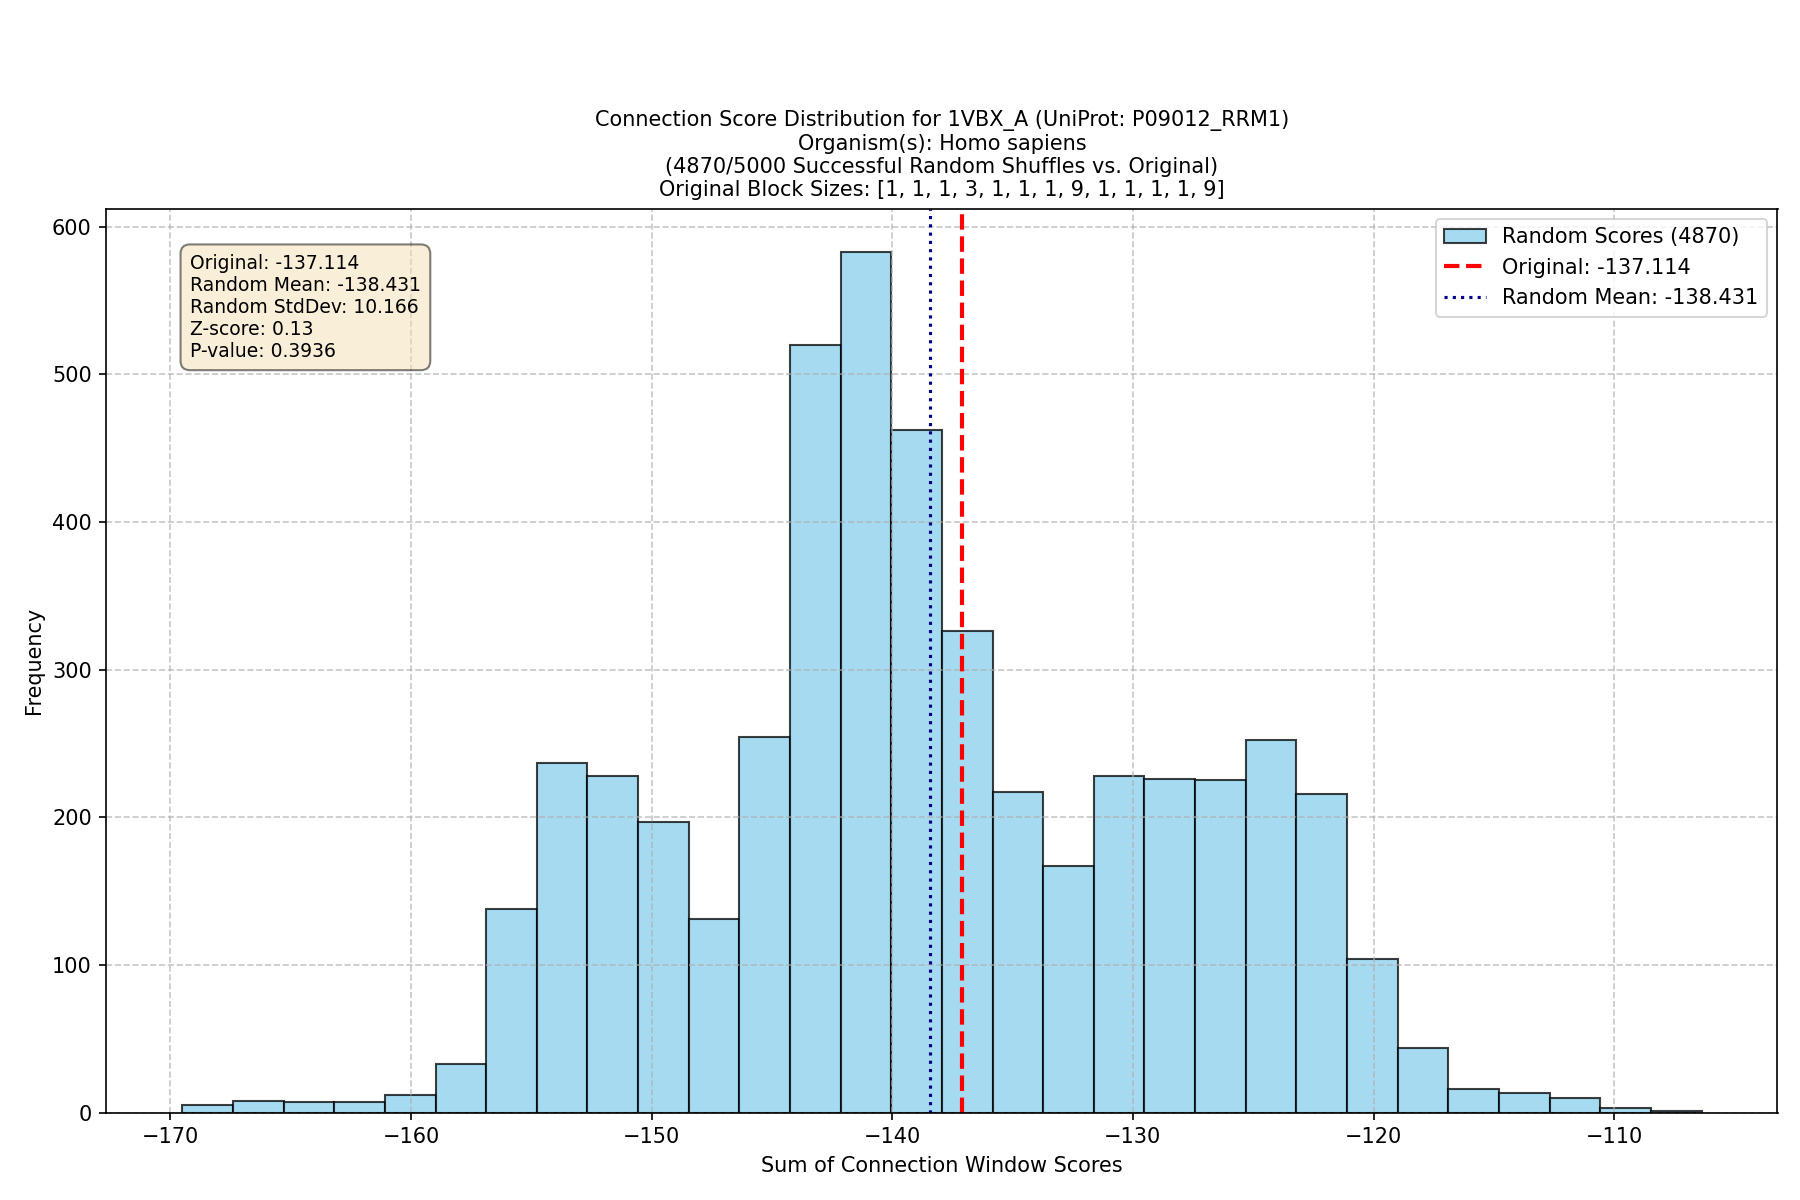 Connection Score Distribution for 1VBX_A (UniProt: P09012_RRM1)
Organism(s): Homo sapiens
(4870/5000 Successful Random Shuffles vs. Original)
Original Block Sizes: [1, 1, 1, 3, 1, 1, 1, 9, 1, 1, 1, 1, 9]
Original: -137.114
Random Mean: -138.431
Random StdDev: 10.166
Z-score: 0.13
P-value: 0.3936
Random Scores (4870)
Original: -137.114
Random Mean: -138.431
Frequency
600
500
400
300
200
100
0
−170
−160
−150
−140
−130
−120
−110
Sum of Connection Window Scores